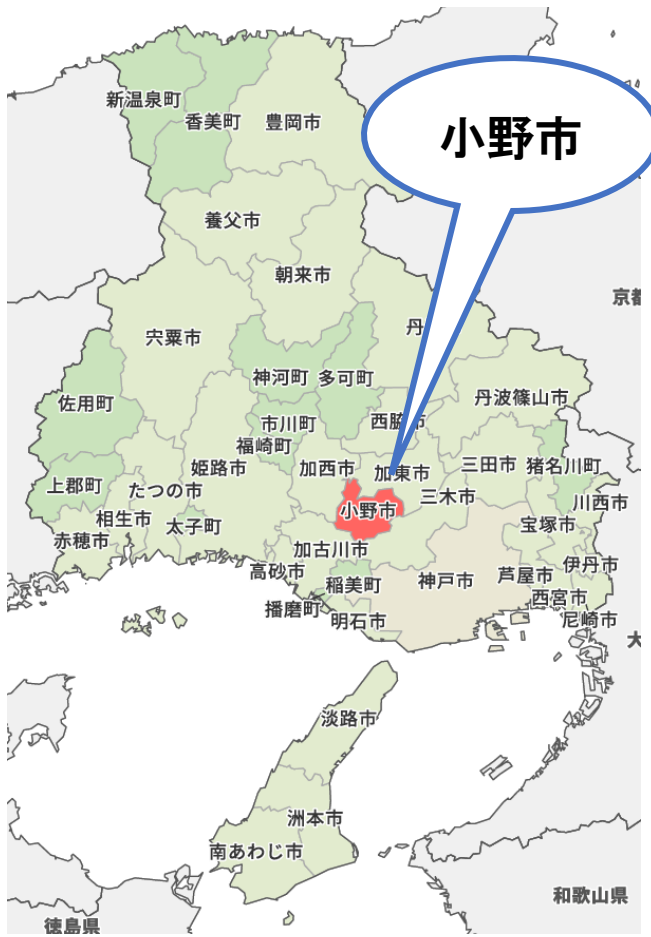 小野市
新温泉町
香美町
豊岡市
養父市
朝来市
京都
宍粟市
丹
神河町
多可町
丹波篠山市
佐用町
市川町
西脇市
福崎町
姫路市
加西市
加東市
三田市
猪名川町
上郡町
たつの市
三木市
川西市
相生市
太子町
小野市
宝塚市
赤穂市
加古川市
伊丹市
高砂市
稲美町
神戸市
芦屋市
播磨町
西宮市
明石市
尼崎市
大
淡路市
洲本市
南あわじ市
和歌山県
徳島県